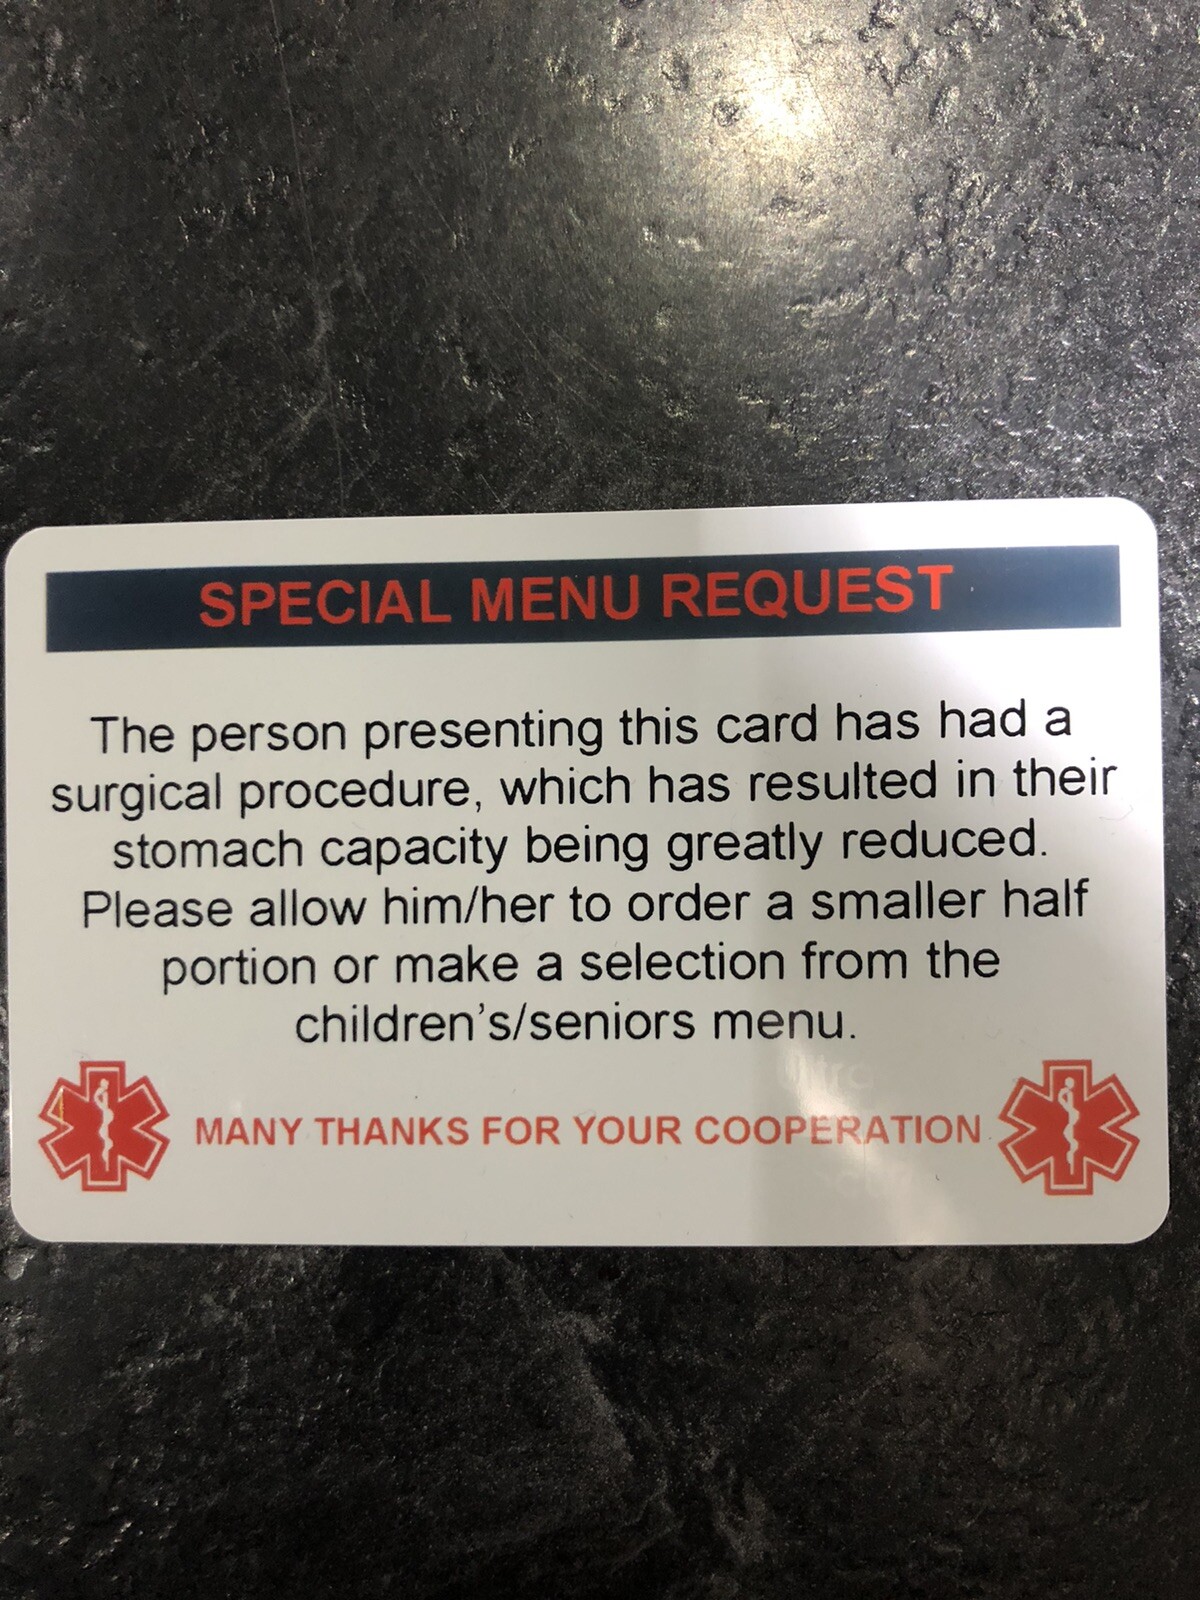 SPECIAL MENU REQUEST
The person presenting this card has had a
surgical procedure, which has resulted in their
stomach capacity being greatly reduced.
Please allow him/her to order a smaller half
portion or make a selection from the
children's/seniors menu.
MANY THANKS FOR YOUR COOPERATION